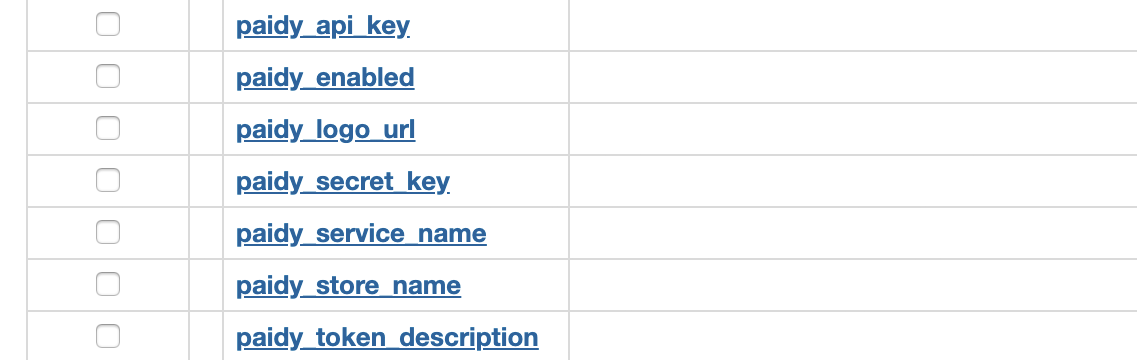 paidy_api_key
paidy_enabled
paidy_logo_url
paidy_secret_key
paidy_service_name
paidy_store_name
paidy_token_description